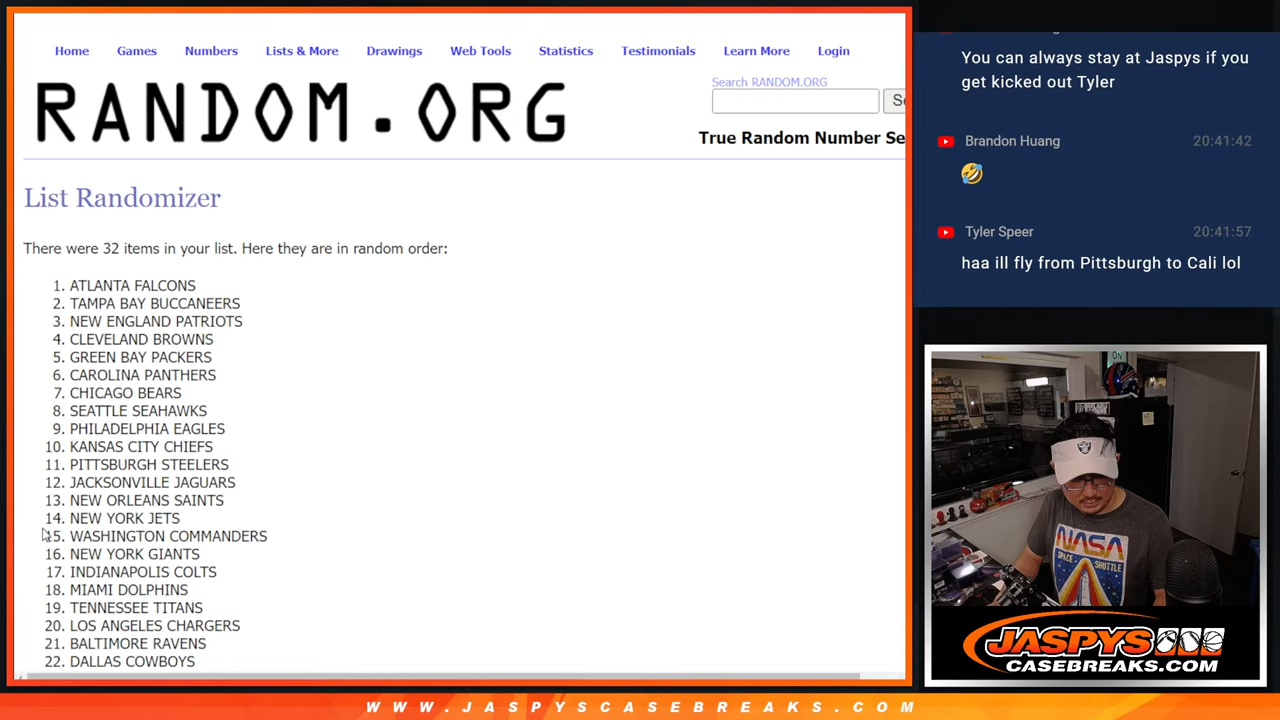 Home Games Numbers Lists & More Drawings Web Tools Statistics Testimonials Learn More Login
RANDOM.ORG
Search RANDOM.ORG
True Random Number Se
List Randomizer
There were 32 items in your list. Here they are in random order:
1. ATLANTA FALCONS
2. TAMPA BAY BUCCANEERS
3. NEW ENGLAND PATRIOTS
4. CLEVELAND BROWNS
5. GREEN BAY PACKERS
6. CAROLINA PANTHERS
7. CHICAGO BEARS
8. SEATTLE SEAHAWKS
9. PHILADELPHIA EAGLES
10. KANSAS CITY CHIEFS
11. PITTSBURGH STEELERS
12. JACKSONVILLE JAGUARS
13. NEW ORLEANS SAINTS
14. NEW YORK JETS
15. WASHINGTON COMMANDERS
16. NEW YORK GIANTS
17. INDIANAPOLIS COLTS
18. MIAMI DOLPHINS
19. TENNESSEE TITANS
20. LOS ANGELES CHARGERS
21. BALTIMORE RAVENS
22. DALLAS COWBOYS
You can always stay at Jaspys if you
get kicked out Tyler
Brandon Huang 20:41:42
🤣
Tyler Speer 20:41:57
haa ill fly from Pittsburgh to Cali lol
ON
NASA
SPACE SHUTTLE
JASPYS
CASEBREAKS.COM
WWW.JASPYSCASEBREAKS.COM